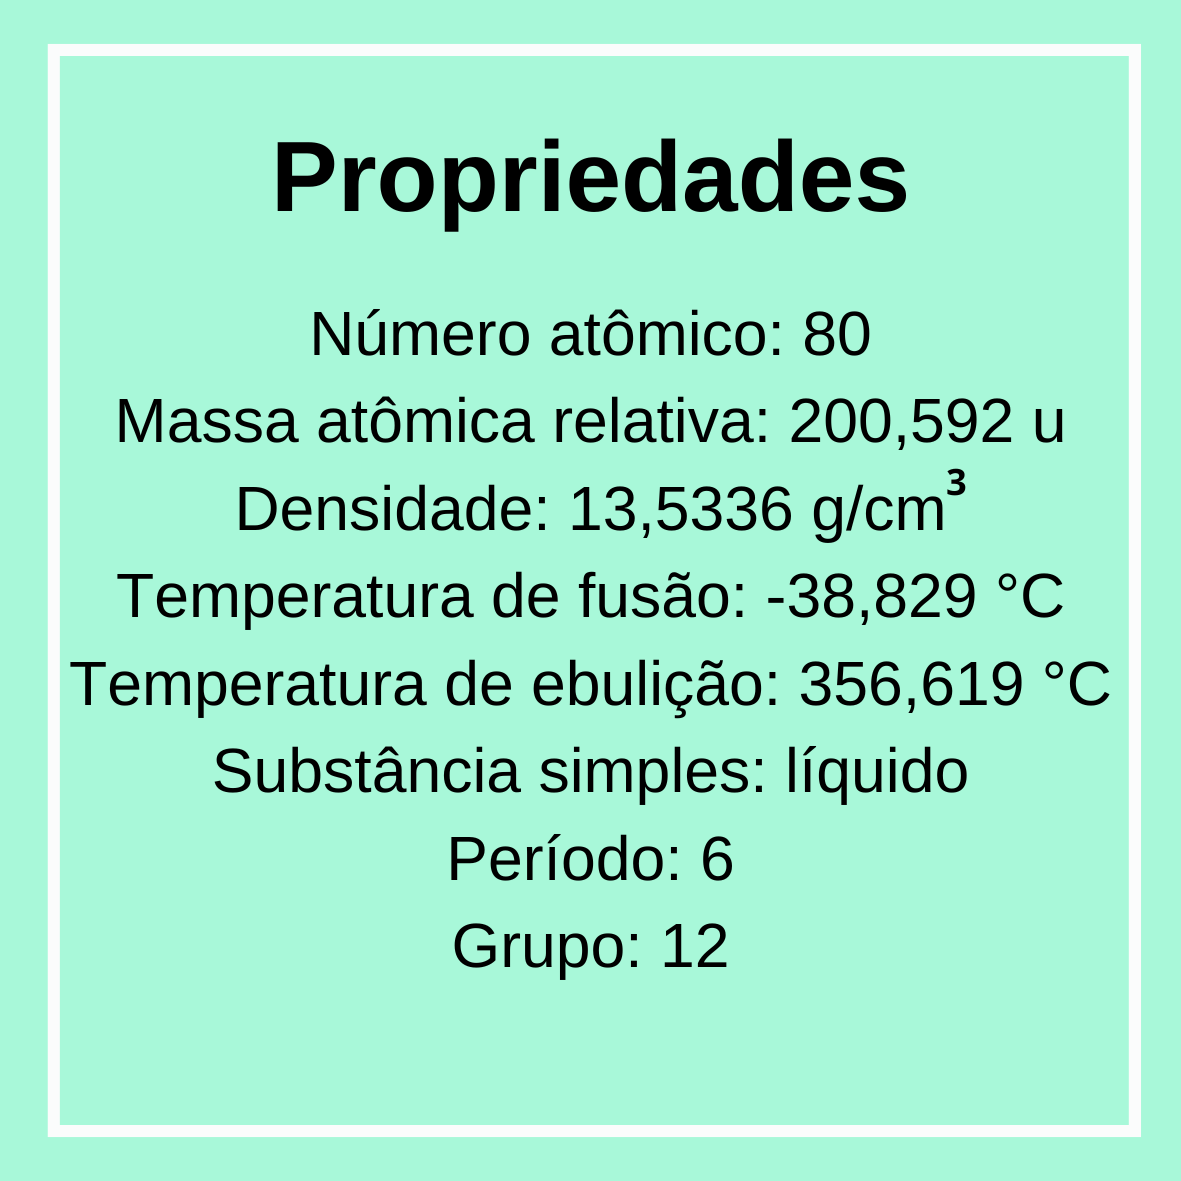 Propriedades
Número atômico: 80
Massa atômica relativa: 200,592 u
Densidade: 13,5336 g/cm³
Temperatura de fusão: -38,829 °C
Temperatura de ebulição: 356,619 °C
Substância simples: líquido
Período: 6
Grupo: 12